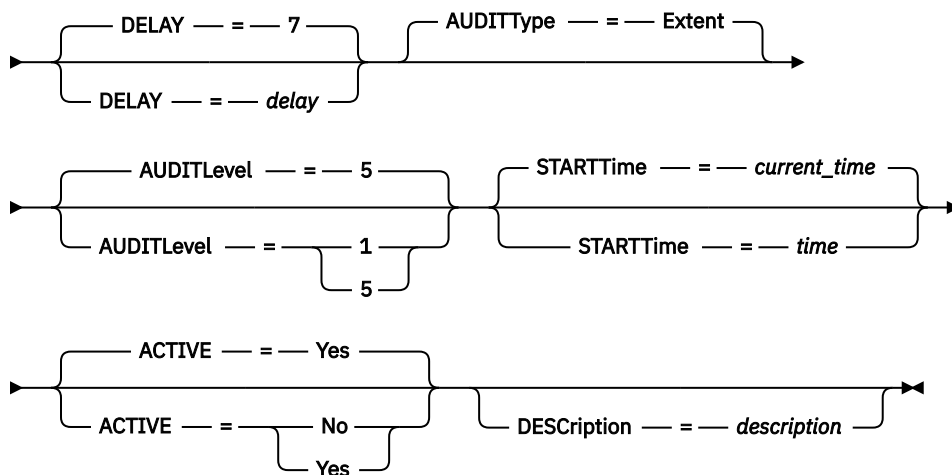 DELAY = 7 AUDITType = Extent
DELAY = delay
AUDITLevel = 5 STARTTime = current_time
AUDITLevel = 1 STARTTime = time
5
ACTIVE = Yes
ACTIVE = No DESCription = description
Yes